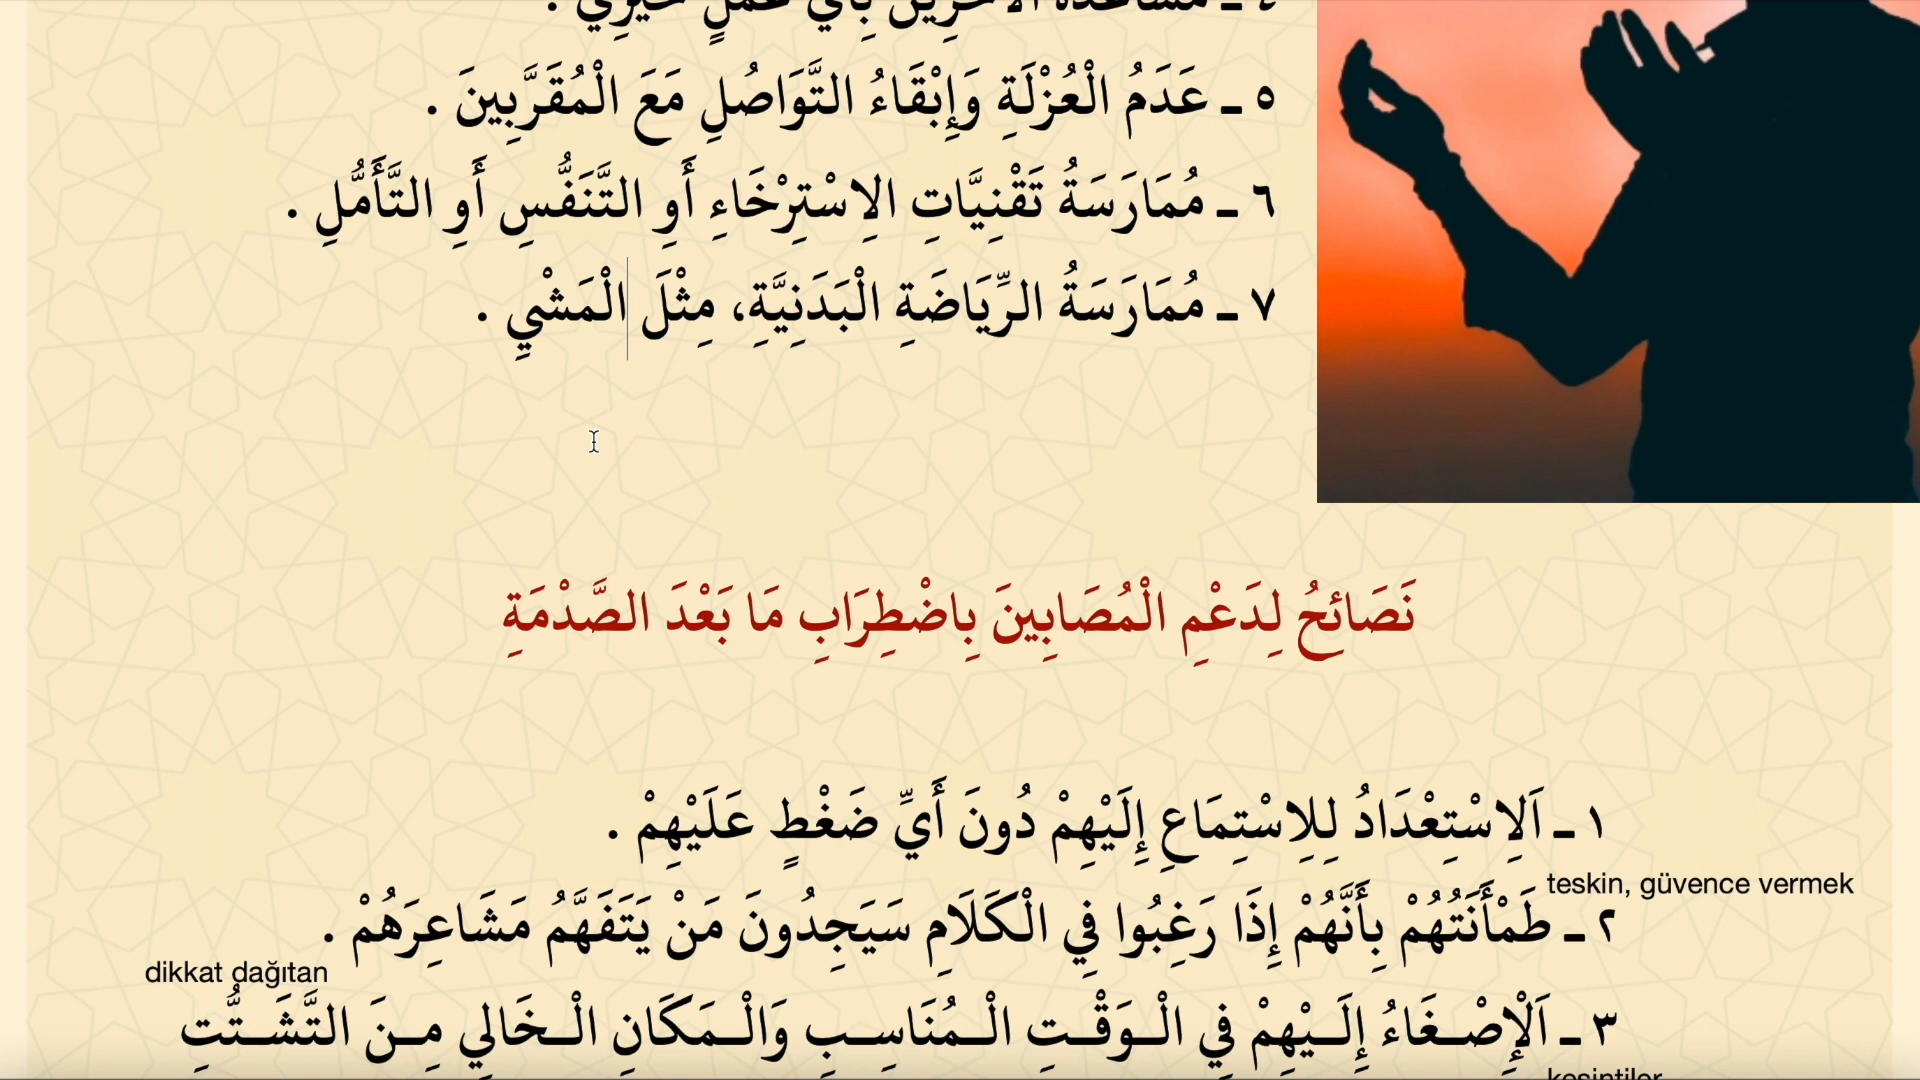 ٥ ـ عَدَمُ الْعُزْلَةِ وَإِبْقَاءُ التَّوَاصُلِ مَعَ الْمُقَرَّبِينَ .
٦ ـ مُمَارَسَةُ تَقْنِيَّاتِ الِاسْتِرْخَاءِ أَوِ التَّنَفُّسِ أَوِ التَّأَمُّلِ .
٧ ـ مُمَارَسَةُ الرِّيَاضَةِ الْبَدَنِيَّةِ، مِثْلَ الْمَشْيِ .
نَصَائِحُ لِدَعْمِ الْمُصَابِينَ بِاضْطِرَابِ مَا بَعْدَ الصَّدْمَةِ
١ ـ اَلِاسْتِعْدَادُ لِلِاسْتِمَاعِ إِلَيْهِمْ دُونَ أَيِّ ضَغْطٍ عَلَيْهِمْ .
teskin, güvence vermek
٢ ـ طَمْأَنَتُهُمْ بِأَنَّهُمْ إِذَا رَغِبُوا فِي الْكَلَامِ سَيَجِدُونَ مَنْ يَتَفَهَّمُ مَشَاعِرَهُمْ .
dikkat dağıtan
٣ ـ اَلْإِصْغَاءُ إِلَيْهِمْ فِي الْوَقْتِ الْمُنَاسِبِ وَالْمَكَانِ الْخَالِي مِنَ التَّشَتُّتِ